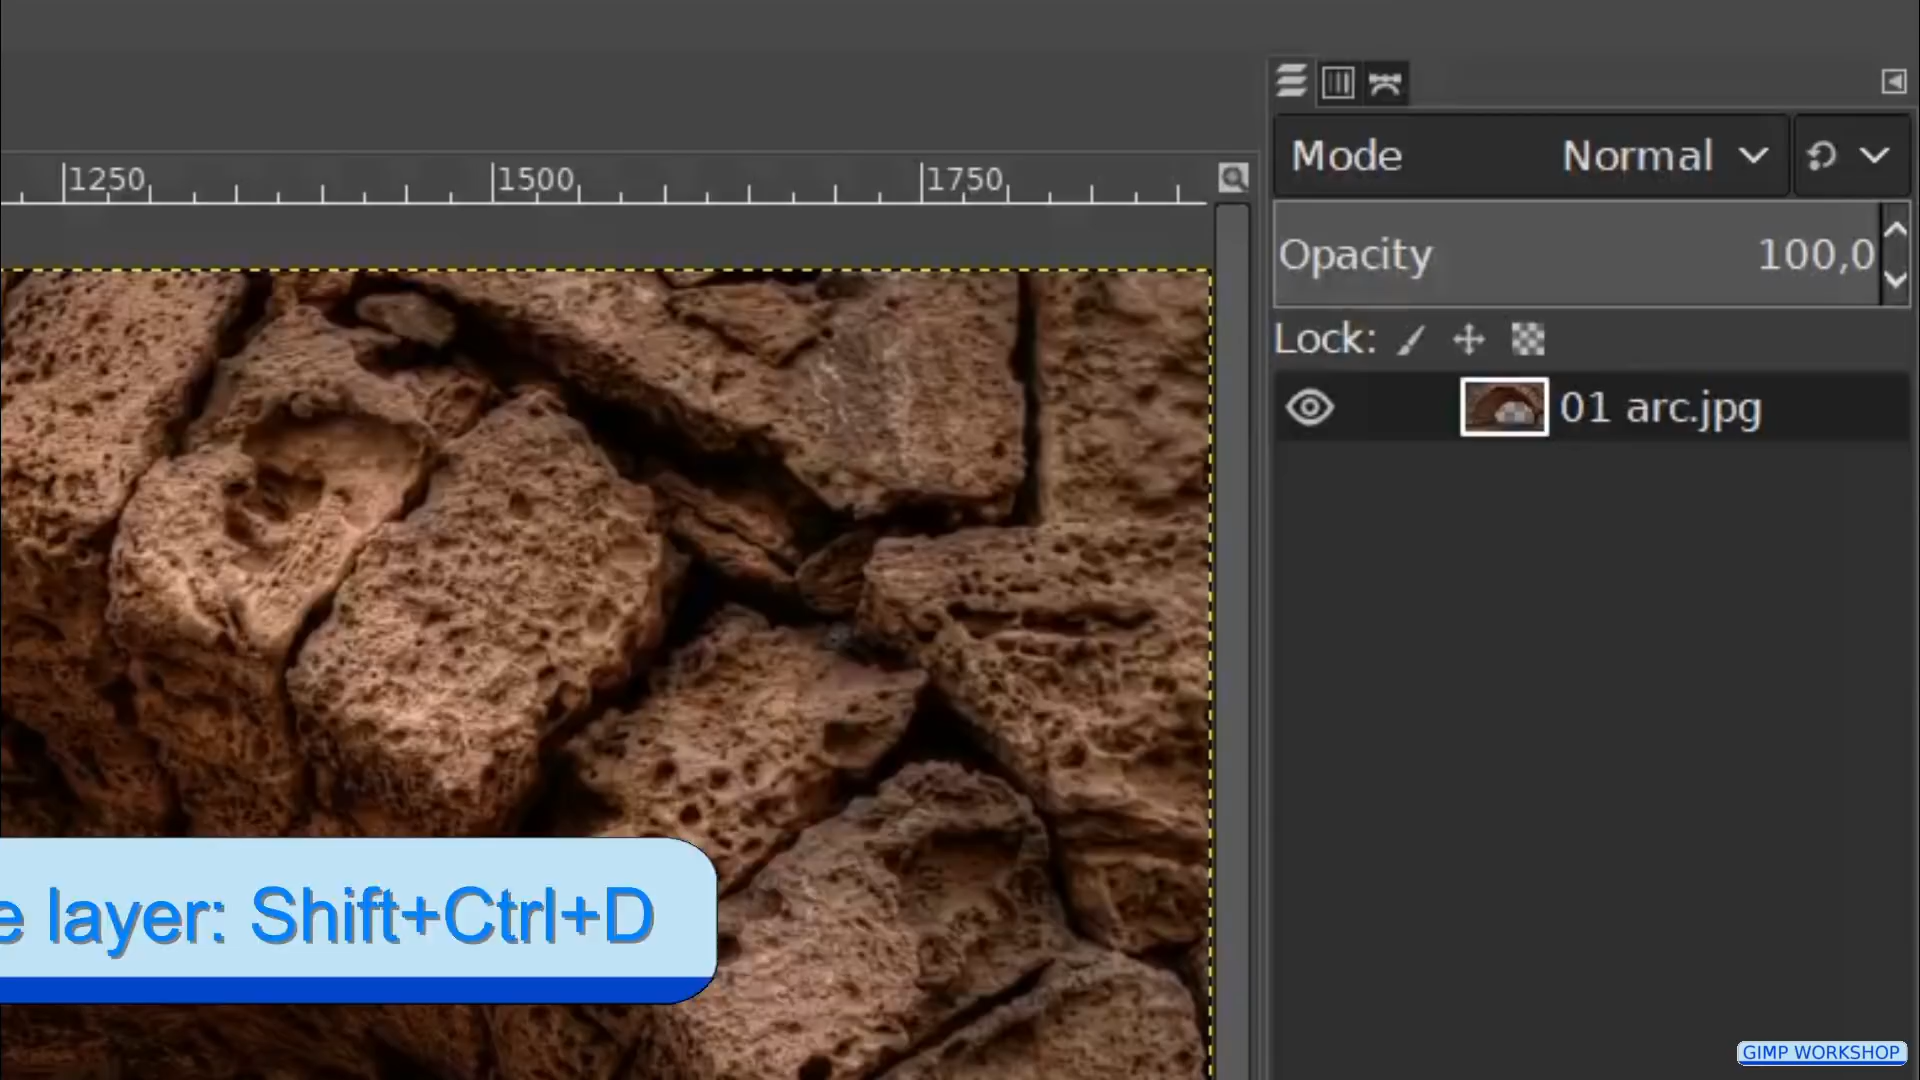 1250 1500 1750
Mode Normal
Opacity 100,0
Lock:
01 arc.jpg
e layer: Shift+Ctrl+D
GIMP WORKSHOP